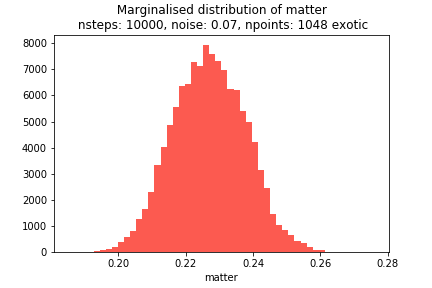 Marginalised distribution of matter
nsteps: 10000, noise: 0.07, npoints: 1048 exotic
8000
7000
6000
5000
4000
3000
2000
1000
0
0.20 0.22 0.24 0.26 0.28
matter